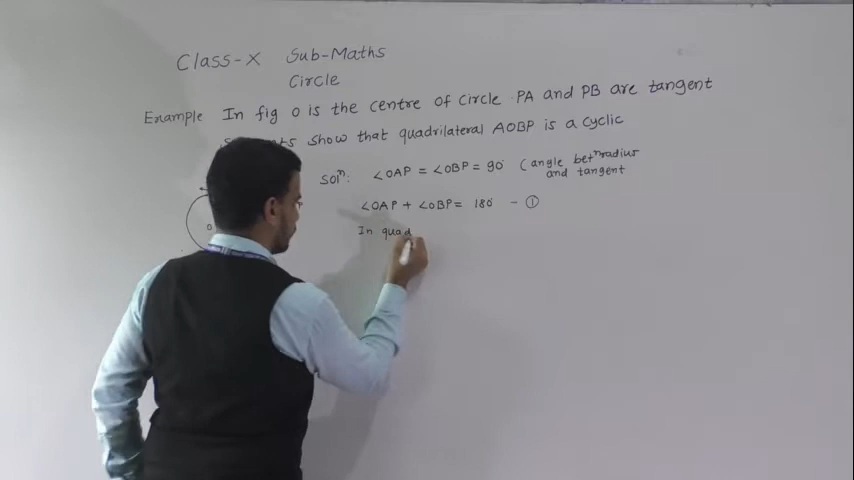 Class-X Sub-Maths
Circle
Example In fig O is the centre of circle PA and PB are tangent
show that quadrilateral AOBP is a cyclic
Solⁿ: ∠OAP = ∠OBP = 90° (angle betⁿ radius
and tangent
∠OAP + ∠OBP = 180° - ①
In quad
O